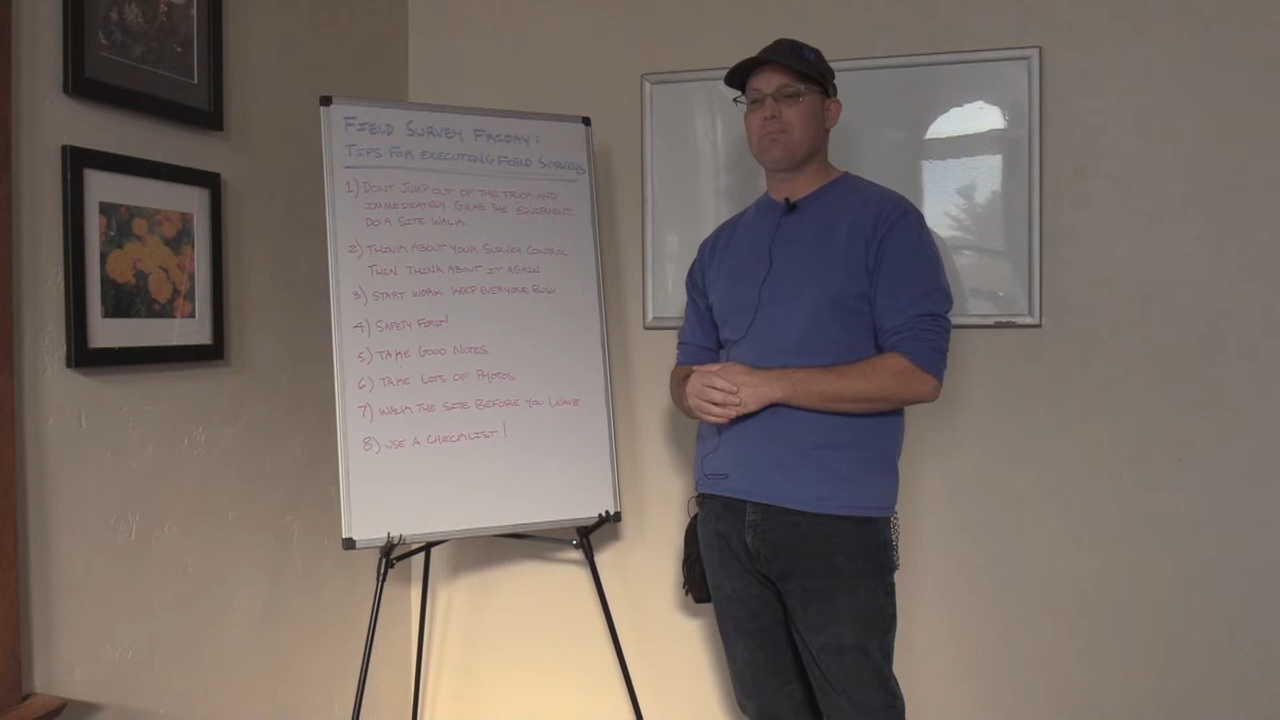 FIELD SURVEY FRIDAY:
TIPS FOR EXECUTING FIELD SURVEYS
1) DONT JUMP OUT OF THE TRUCK AND
IMMEDIATELY GRAB THE EQUIPMENT.
DO A SITE WALK.
2) THINK ABOUT YOUR SURVEY CONTROL
THEN THINK ABOUT IT AGAIN
3) START WORK KEEP EVERYONE BUSY.
4) SAFETY FIRST!
5) TAKE GOOD NOTES.
6) TAKE LOTS OF PHOTOS.
7) WALK THE SITE BEFORE YOU LEAVE
8) USE A CHECKLIST!